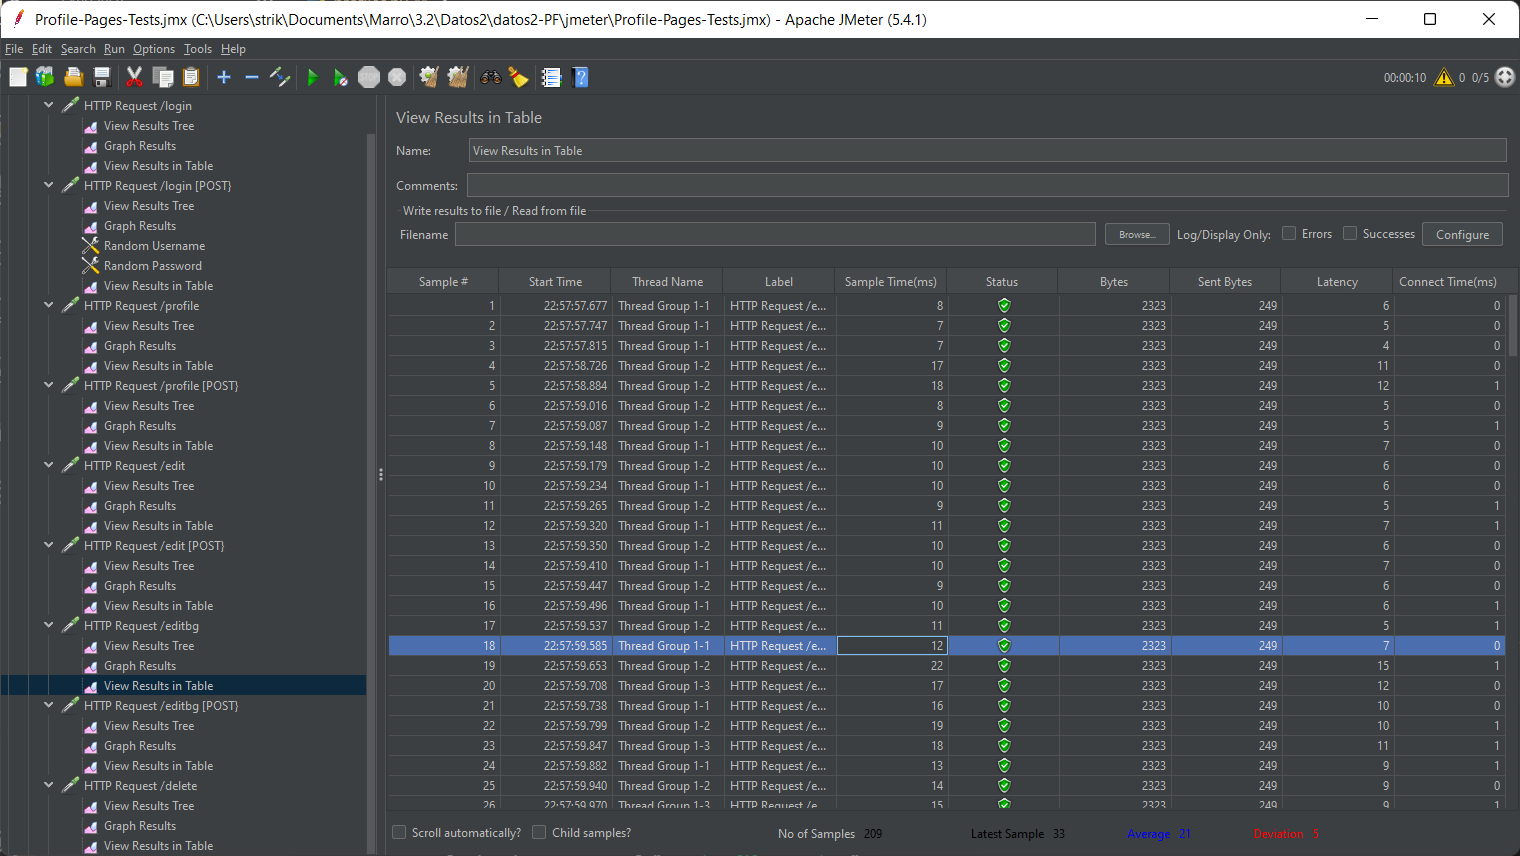 Profile-Pages-Tests.jmx (C:\Users\strik\Documents\Marro\3.2\Datos2\datos2-PF\jmeter\Profile-Pages-Tests.jmx) - Apache JMeter (5.4.1)
File Edit Search Run Options Tools Help
00:00:10 0 0/5
HTTP Request /login
View Results Tree
Graph Results
View Results in Table
HTTP Request /login [POST}
View Results Tree
Graph Results
Random Username
Random Password
View Results in Table
HTTP Request /profile
View Results Tree
Graph Results
View Results in Table
HTTP Request /profile [POST}
View Results Tree
Graph Results
View Results in Table
HTTP Request /edit
View Results Tree
Graph Results
View Results in Table
HTTP Request /edit [POST}
View Results Tree
Graph Results
View Results in Table
HTTP Request /editbg
View Results Tree
Graph Results
View Results in Table
HTTP Request /editbg [POST}
View Results Tree
Graph Results
View Results in Table
HTTP Request /delete
View Results Tree
Graph Results
View Results in Table
View Results in Table
Name: View Results in Table
Comments:
Write results to file / Read from file
Filename Browse... Log/Display Only: Errors Successes Configure
Sample # Start Time Thread Name Label Sample Time(ms) Status Bytes Sent Bytes Latency Connect Time(ms)
1 22:57:57.677 Thread Group 1-1 HTTP Request /e... 8 2323 249 6 0
2 22:57:57.747 Thread Group 1-1 HTTP Request /e... 7 2323 249 5 0
3 22:57:57.815 Thread Group 1-1 HTTP Request /e... 7 2323 249 4 0
4 22:57:58.726 Thread Group 1-2 HTTP Request /e... 17 2323 249 11 0
5 22:57:58.884 Thread Group 1-2 HTTP Request /e... 18 2323 249 12 1
6 22:57:59.016 Thread Group 1-2 HTTP Request /e... 8 2323 249 5 0
7 22:57:59.087 Thread Group 1-2 HTTP Request /e... 9 2323 249 5 1
8 22:57:59.148 Thread Group 1-1 HTTP Request /e... 10 2323 249 7 0
9 22:57:59.179 Thread Group 1-2 HTTP Request /e... 10 2323 249 6 0
10 22:57:59.234 Thread Group 1-1 HTTP Request /e... 10 2323 249 6 0
11 22:57:59.265 Thread Group 1-2 HTTP Request /e... 9 2323 249 6 1
12 22:57:59.320 Thread Group 1-1 HTTP Request /e... 11 2323 249 7 1
13 22:57:59.350 Thread Group 1-2 HTTP Request /e... 10 2323 249 6 0
14 22:57:59.410 Thread Group 1-1 HTTP Request /e... 10 2323 249 7 0
15 22:57:59.447 Thread Group 1-2 HTTP Request /e... 9 2323 249 6 0
16 22:57:59.496 Thread Group 1-1 HTTP Request /e... 10 2323 249 6 1
17 22:57:59.537 Thread Group 1-2 HTTP Request /e... 11 2323 249 5 1
18 22:57:59.585 Thread Group 1-1 HTTP Request /e... 12 2323 249 7 0
19 22:57:59.653 Thread Group 1-2 HTTP Request /e... 22 2323 249 15 1
20 22:57:59.708 Thread Group 1-3 HTTP Request /e... 17 2323 249 12 0
21 22:57:59.738 Thread Group 1-1 HTTP Request /e... 16 2323 249 10 0
22 22:57:59.799 Thread Group 1-2 HTTP Request /e... 19 2323 249 10 1
23 22:57:59.847 Thread Group 1-3 HTTP Request /e... 18 2323 249 11 1
24 22:57:59.882 Thread Group 1-1 HTTP Request /e... 13 2323 249 9 1
25 22:57:59.940 Thread Group 1-2 HTTP Request /e... 14 2323 249 9 0
26 22:57:59.970 Thread Group 1-3 HTTP Request /e... 15 2323 249 9 1
Scroll automatically? Child samples? No of Samples 209 Latest Sample 33 Average 21 Deviation 5